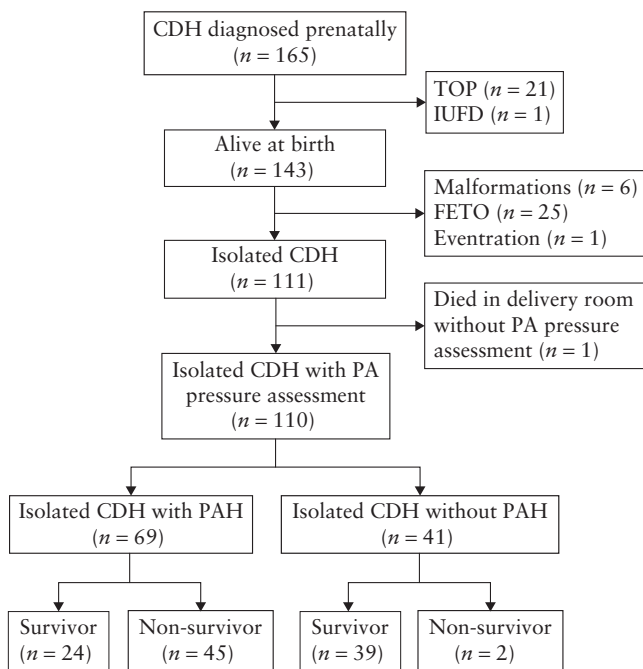 CDH diagnosed prenatally
(n = 165)
TOP (n = 21)
IUFD (n = 1)
Alive at birth
(n = 143)
Malformations (n = 6)
FETO (n = 25)
Eventration (n = 1)
Isolated CDH
(n = 111)
Died in delivery room
without PA pressure
assessment (n = 1)
Isolated CDH with PA
pressure assessment
(n = 110)
Isolated CDH with PAH
(n = 69)
Isolated CDH without PAH
(n = 41)
Survivor
(n = 24)
Non-survivor
(n = 45)
Survivor
(n = 39)
Non-survivor
(n = 2)